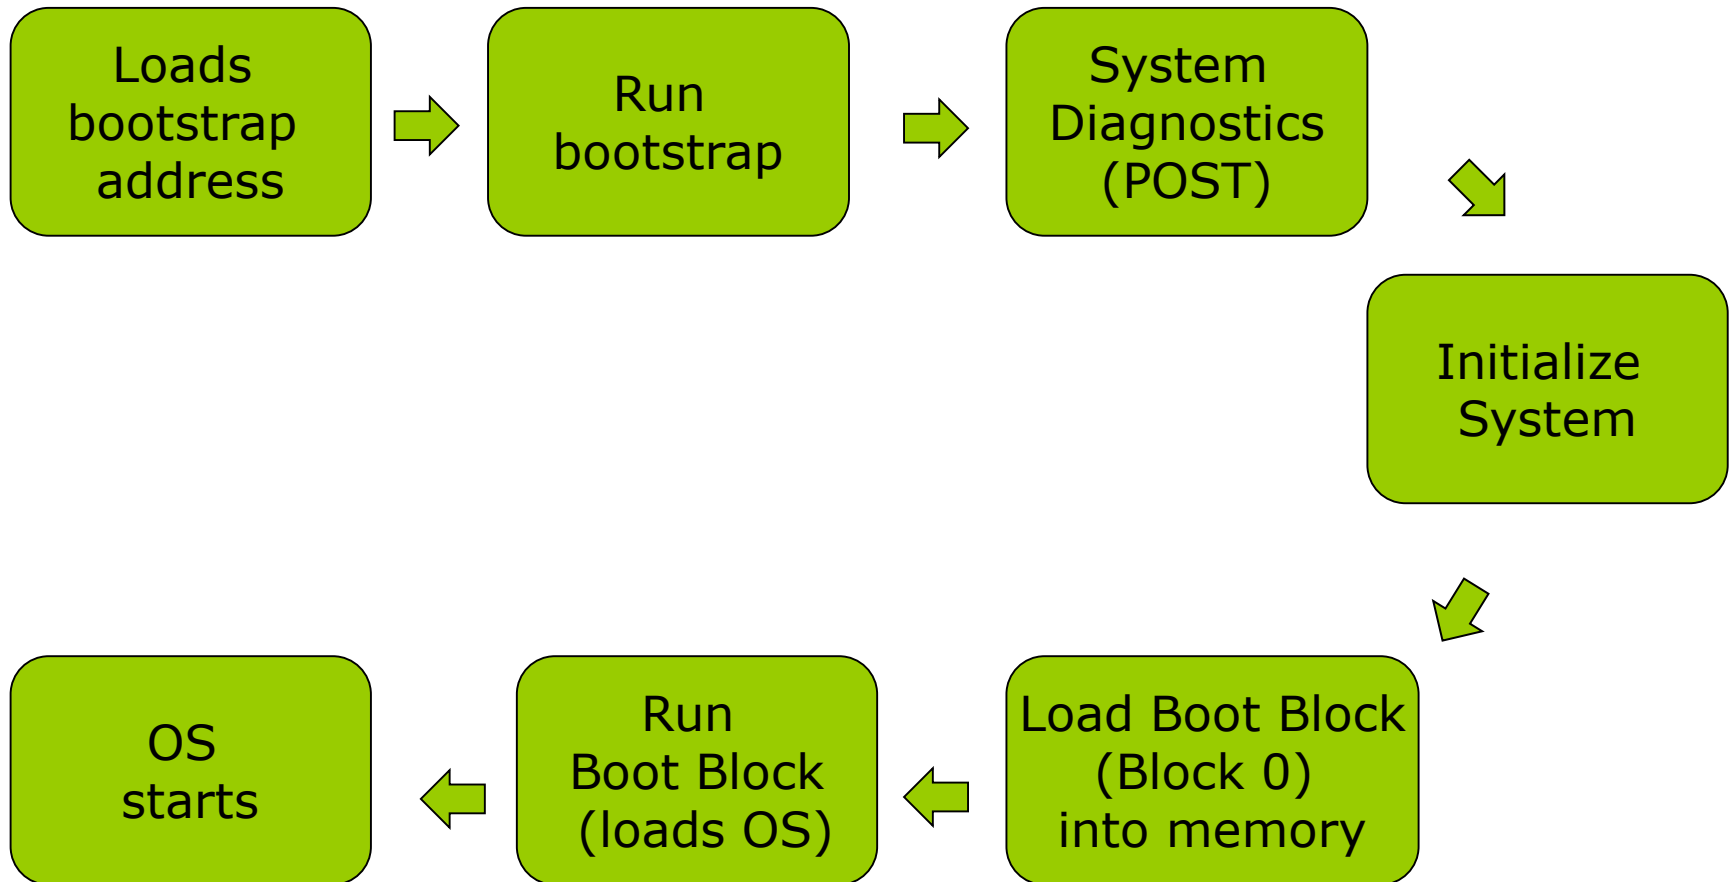 Loads
bootstrap
address
Run
bootstrap
System
Diagnostics
(POST)
Initialize
System
Load Boot Block
(Block 0)
into memory
Run
Boot Block
(loads OS)
OS
starts